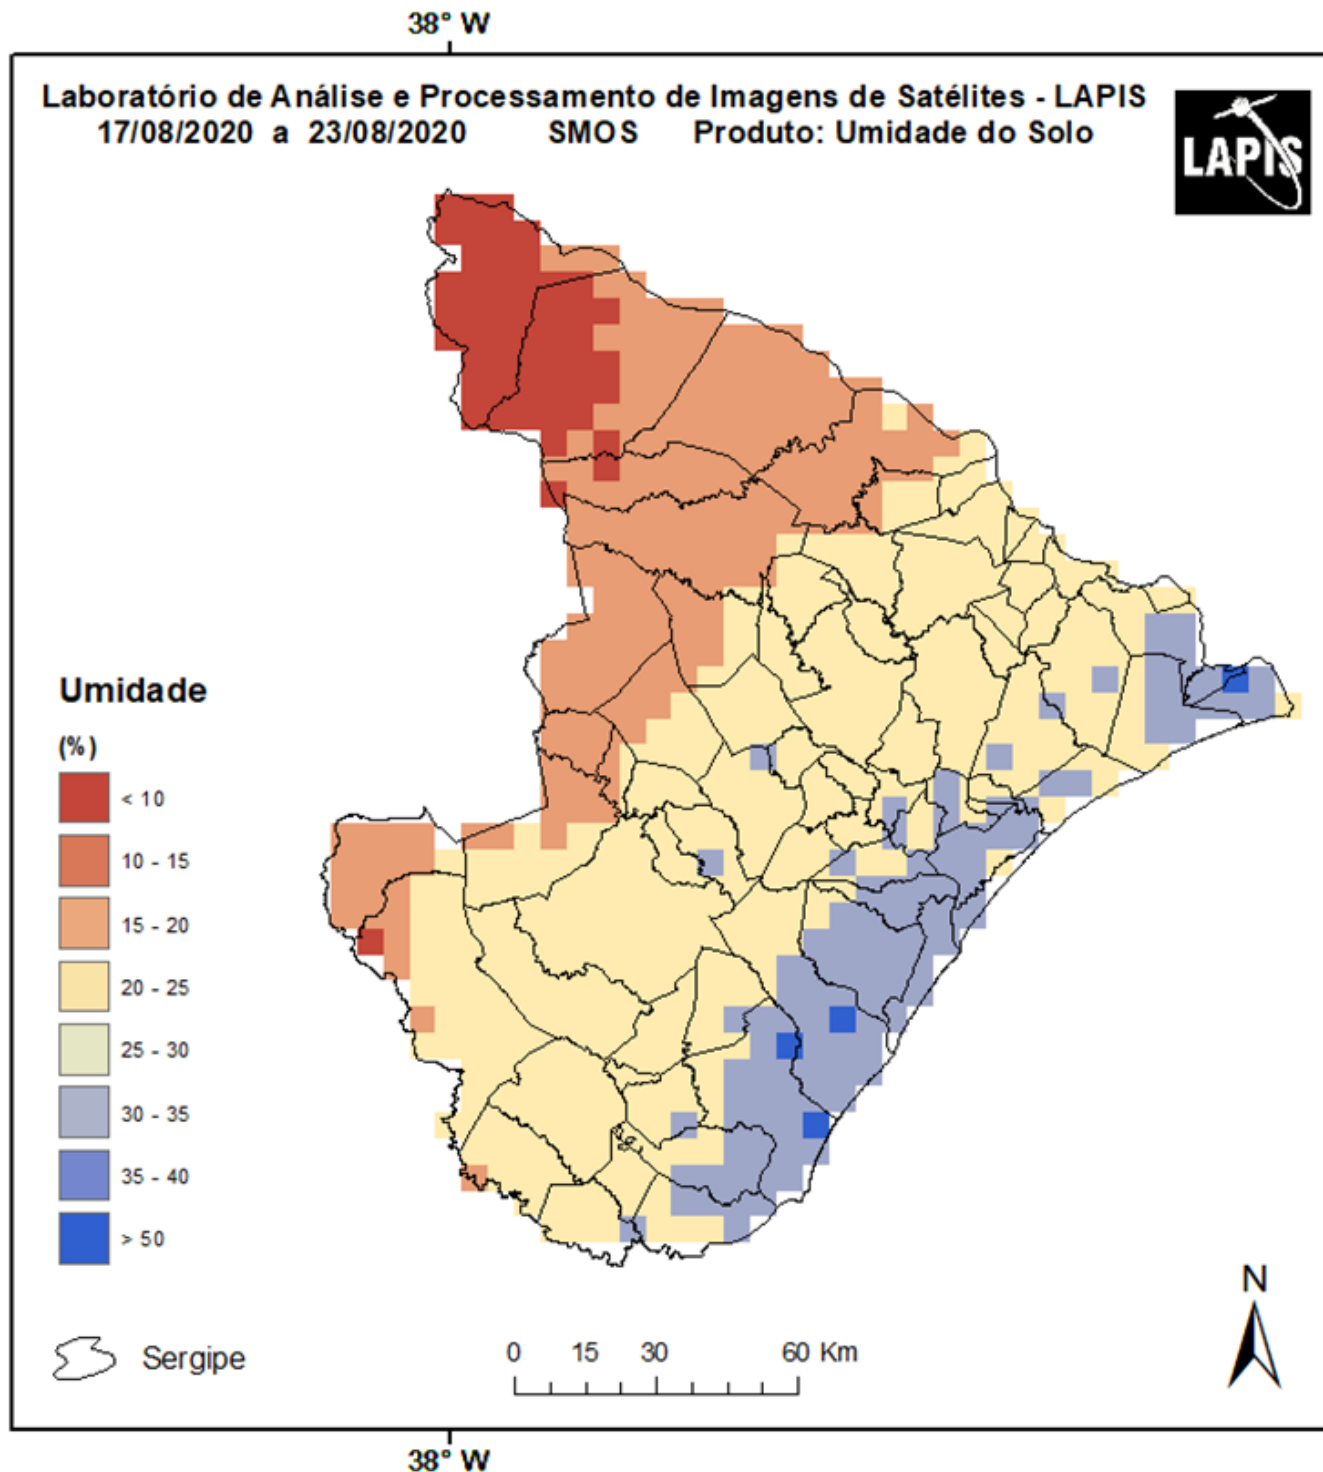 38° W
Laboratório de Análise e Processamento de Imagens de Satélites - LAPIS
17/08/2020 a 23/08/2020 SMOS Produto: Umidade do Solo
LAPIS
Umidade
(%)
< 10
10 - 15
15 - 20
20 - 25
25 - 30
30 - 35
35 - 40
> 50
Sergipe
0 15 30 60 Km
N
38° W